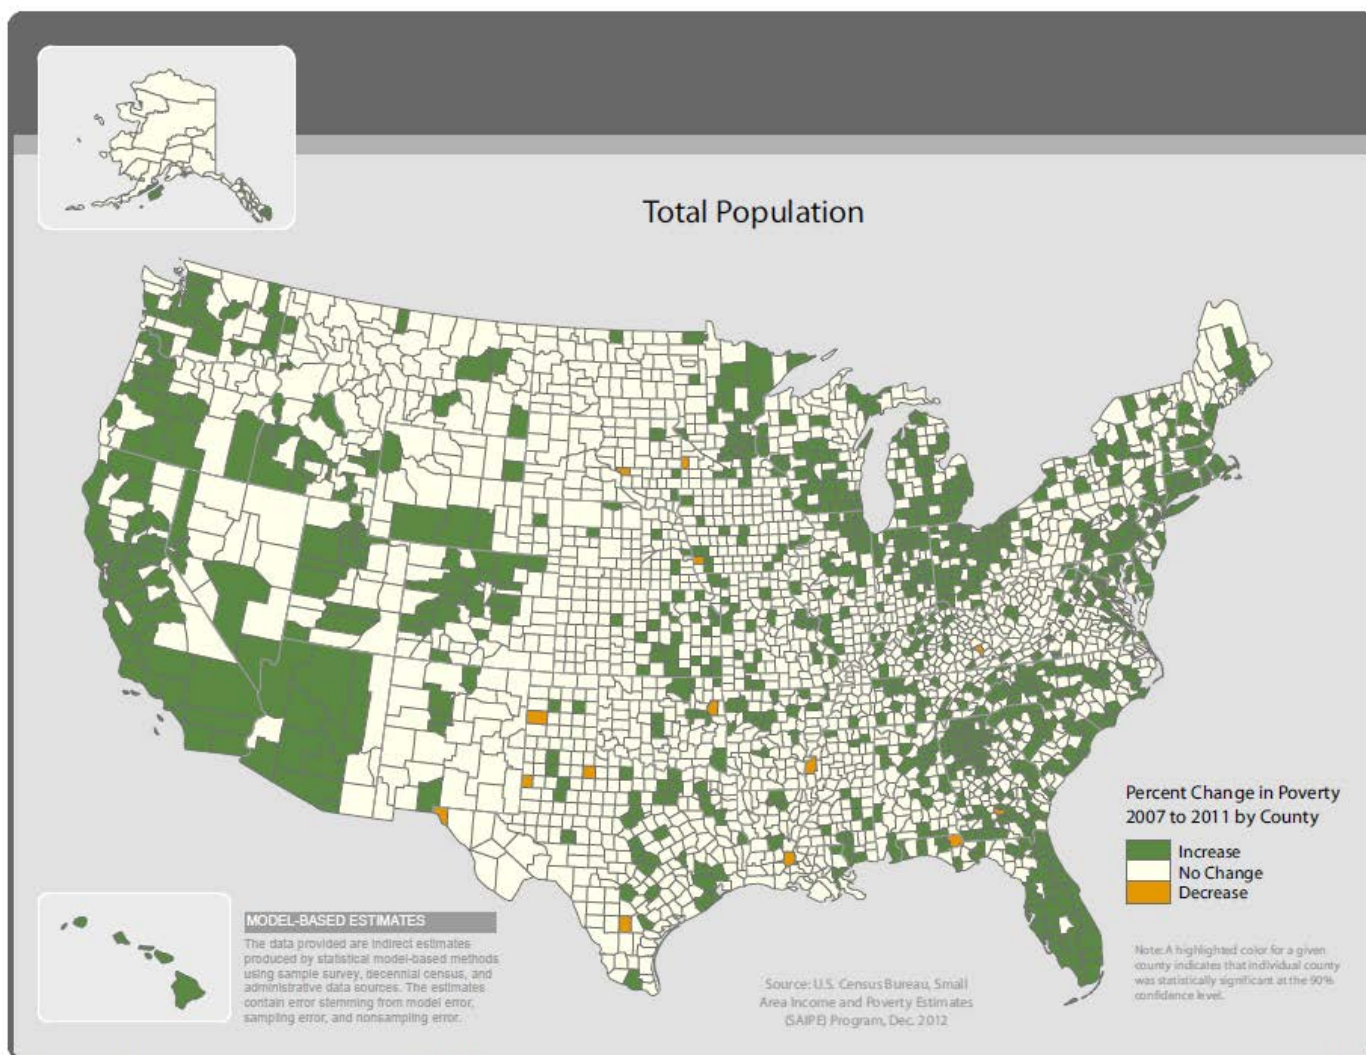 Total Population
Percent Change in Poverty
2007 to 2011 by County
Increase
No Change
Decrease
MODEL-BASED ESTIMATES
The data provided are indirect estimates
produced by statistical model-based methods
using sample survey, decennial census, and
administrative data sources. The estimates
contain error stemming from model error,
sampling error, and nonsampling error.
Source: U.S. Census Bureau, Small
Area Income and Poverty Estimates
(SAIPE) Program, Dec. 2012
Note: A highlighted color for a given
county indicates that individual county
was statistically significant at the 90%
confidence level.